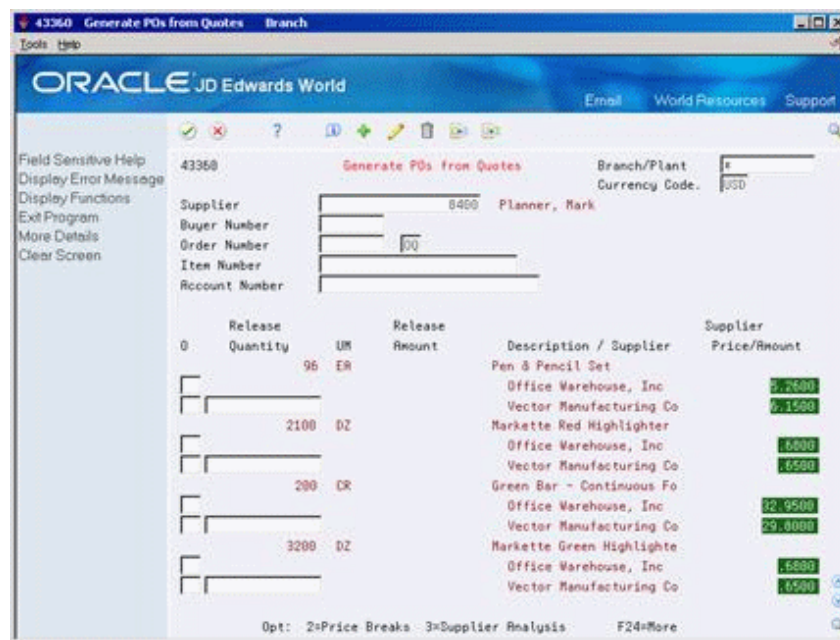 43360 Generate POs from Quotes Branch
Tools Help
ORACLE JD Edwards World
Email World Resources Support
Field Sensitive Help
Display Error Message
Display Functions
Exit Program
More Details
Clear Screen
43360 Generate POs from Quotes Branch/Plant *
Currency Code. USD
Supplier 8400 Planner, Mark
Buyer Number
Order Number OQ
Item Number
Account Number
Release Release Supplier
O Quantity UM Amount Description / Supplier Price/Amount
96 EA Pen & Pencil Set
Office Warehouse, Inc 5.2600
Vector Manufacturing Co 6.1500
2100 DZ Markette Red Highlighter
Office Warehouse, Inc .6800
Vector Manufacturing Co .6500
200 CR Green Bar - Continuous Fo
Office Warehouse, Inc 32.9500
Vector Manufacturing Co 29.8000
3200 DZ Markette Green Highlighte
Office Warehouse, Inc .6800
Vector Manufacturing Co .6500
Opt: 2=Price Breaks 3=Supplier Analysis F24=More